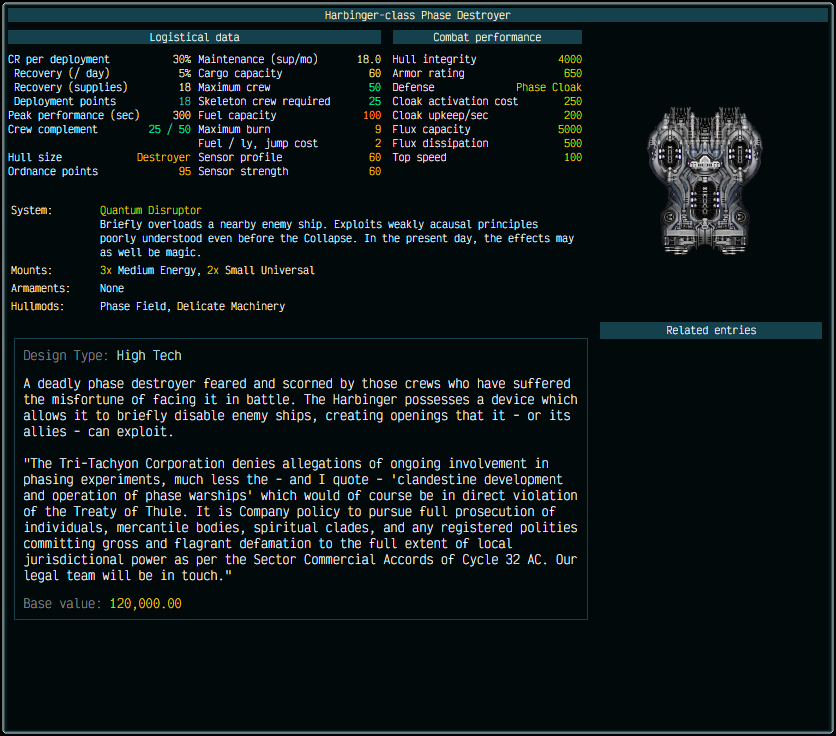 Harbinger-class Phase Destroyer
Logistical data
CR per deployment 30% Maintenance (sup/mo) 18.0
Recovery (/ day) 5% Cargo capacity 60
Recovery (supplies) 18 Maximum crew 50
Deployment points 18 Skeleton crew required 25
Peak performance (sec) 300 Fuel capacity 100
Crew complement 25 / 50 Maximum burn 9
Fuel / ly, jump cost 2
Hull size Destroyer Sensor profile 60
Ordnance points 95 Sensor strength 60
Combat performance
Hull integrity 4000
Armor rating 650
Defense Phase Cloak
Cloak activation cost 250
Cloak upkeep/sec 200
Flux capacity 5000
Flux dissipation 500
Top speed 100
System: Quantum Disruptor
Briefly overloads a nearby enemy ship. Exploits weakly acausal principles
poorly understood even before the Collapse. In the present day, the effects may
as well be magic.
Mounts: 3x Medium Energy, 2x Small Universal
Armaments: None
Hullmods: Phase Field, Delicate Machinery
Related entries
Design Type: High Tech
A deadly phase destroyer feared and scorned by those crews who have suffered
the misfortune of facing it in battle. The Harbinger possesses a device which
allows it to briefly disable enemy ships, creating openings that it - or its
allies - can exploit.
"The Tri-Tachyon Corporation denies allegations of ongoing involvement in
phasing experiments, much less the - and I quote - 'clandestine development
and operation of phase warships' which would of course be in direct violation
of the Treaty of Thule. It is Company policy to pursue full prosecution of
individuals, mercantile bodies, spiritual clades, and any registered polities
committing gross and flagrant defamation to the full extent of local
jurisdictional power as per the Sector Commercial Accords of Cycle 32 AC. Our
legal team will be in touch."
Base value: 120,000.00